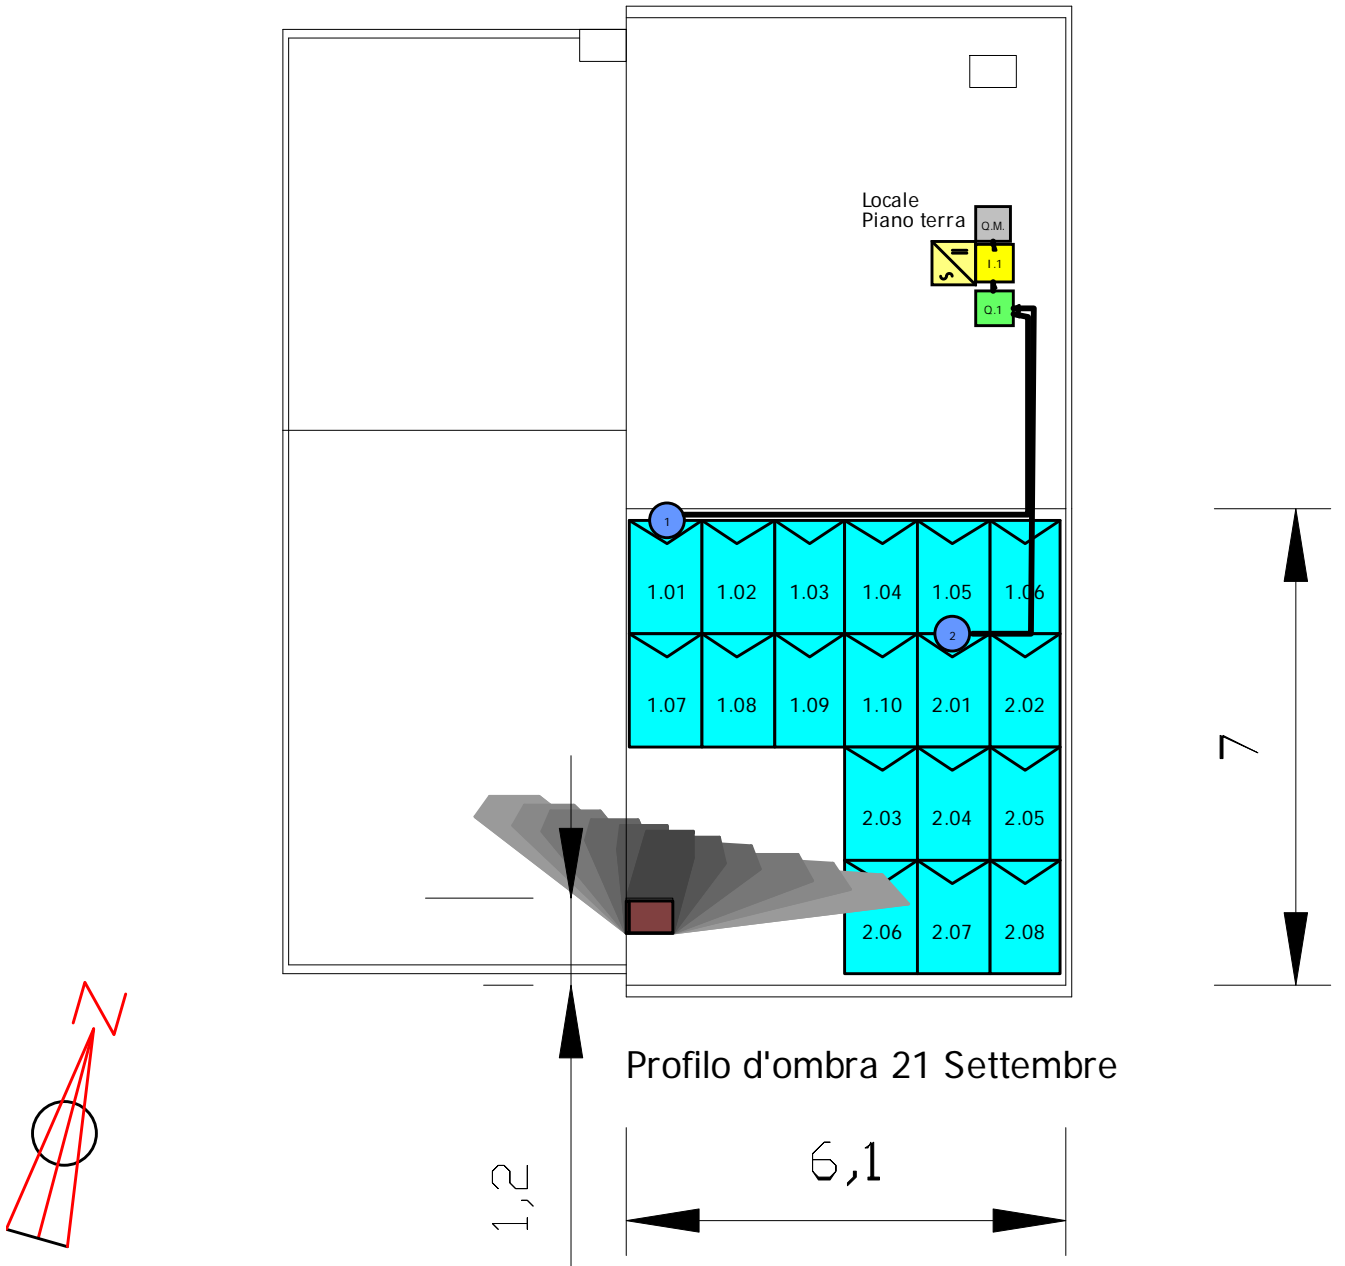 Locale
Piano terra
Q.M.
I.1
Q.1
1
1.01 1.02 1.03 1.04 1.05 1.06
2
1.07 1.08 1.09 1.10 2.01 2.02
7
2.03 2.04 2.05
2.06 2.07 2.08
N
Profilo d'ombra 21 Settembre
6,1
1,2